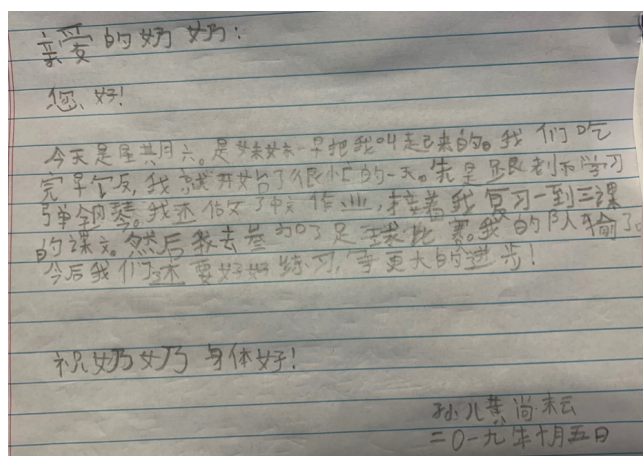 亲爱的奶奶:
您好!
今天是星期六。是妹妹一早把我叫起来的。我们吃
完早饭,我就开始了很忙的一天。先是跟老师学习
弹钢琴。我还做了中文作业,接着我复习一到三课
的课文。然后我去参加了足球比赛。我的队输了。
今后我们还要好好练习,争更大的进步!
祝奶奶身体好!
孙儿黄尚耘
二〇一九年十月五日